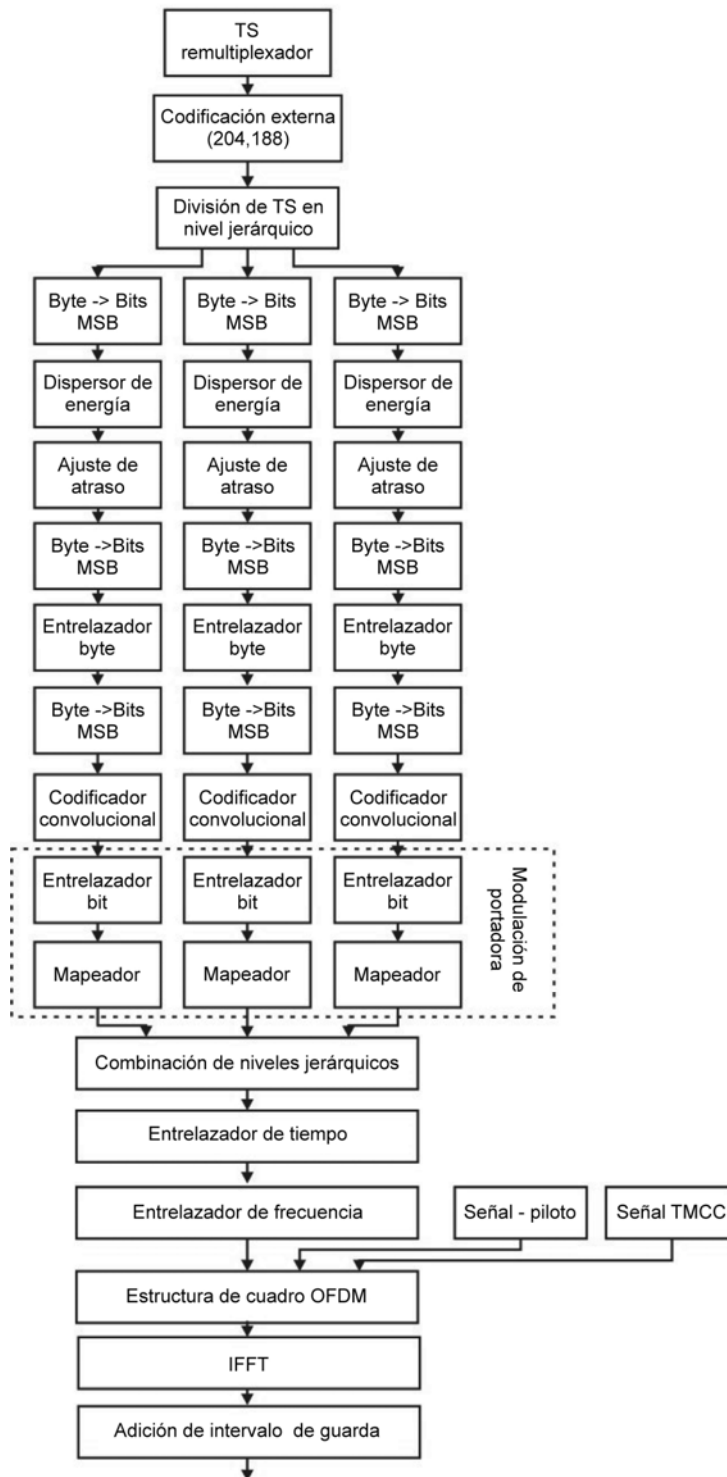 TS
remultiplexador
Codificación externa
(204,188)
División de TS en
nivel jerárquico
Byte -> Bits
MSB
Byte -> Bits
MSB
Byte -> Bits
MSB
Dispersor de
energía
Dispersor de
energía
Dispersor de
energía
Ajuste de
atraso
Ajuste de
atraso
Ajuste de
atraso
Byte ->Bits
MSB
Byte ->Bits
MSB
Byte ->Bits
MSB
Entrelazador
byte
Entrelazador
byte
Entrelazador
byte
Byte ->Bits
MSB
Byte ->Bits
MSB
Byte ->Bits
MSB
Codificador
convolucional
Codificador
convolucional
Codificador
convolucional
Entrelazador
bit
Entrelazador
bit
Entrelazador
bit
Modulación de
portadora
Mapeador
Mapeador
Mapeador
Combinación de niveles jerárquicos
Entrelazador de tiempo
Entrelazador de frecuencia
Señal - piloto
Señal TMCC
Estructura de cuadro OFDM
IFFT
Adición de intervalo de guarda